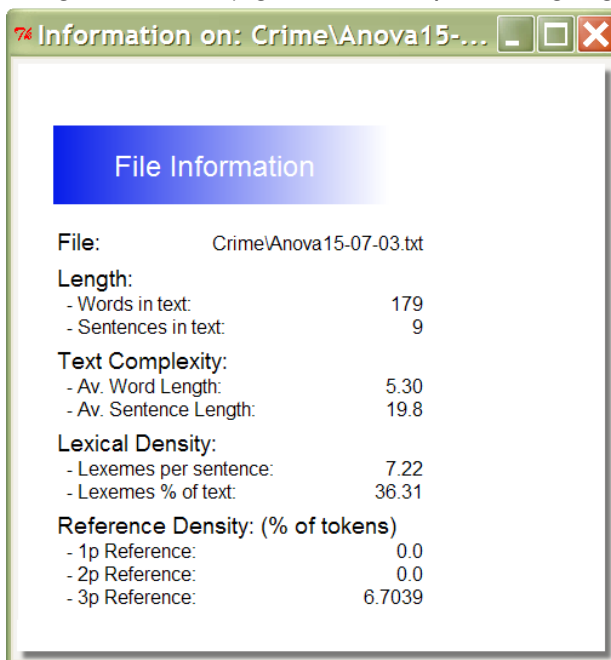 Information on: Crime\Anova15-...
File Information
File: Crime\Anova15-07-03.txt
Length:
- Words in text: 179
- Sentences in text: 9
Text Complexity:
- Av. Word Length: 5.30
- Av. Sentence Length: 19.8
Lexical Density:
- Lexemes per sentence: 7.22
- Lexemes % of text: 36.31
Reference Density: (% of tokens)
- 1p Reference: 0.0
- 2p Reference: 0.0
- 3p Reference: 6.7039